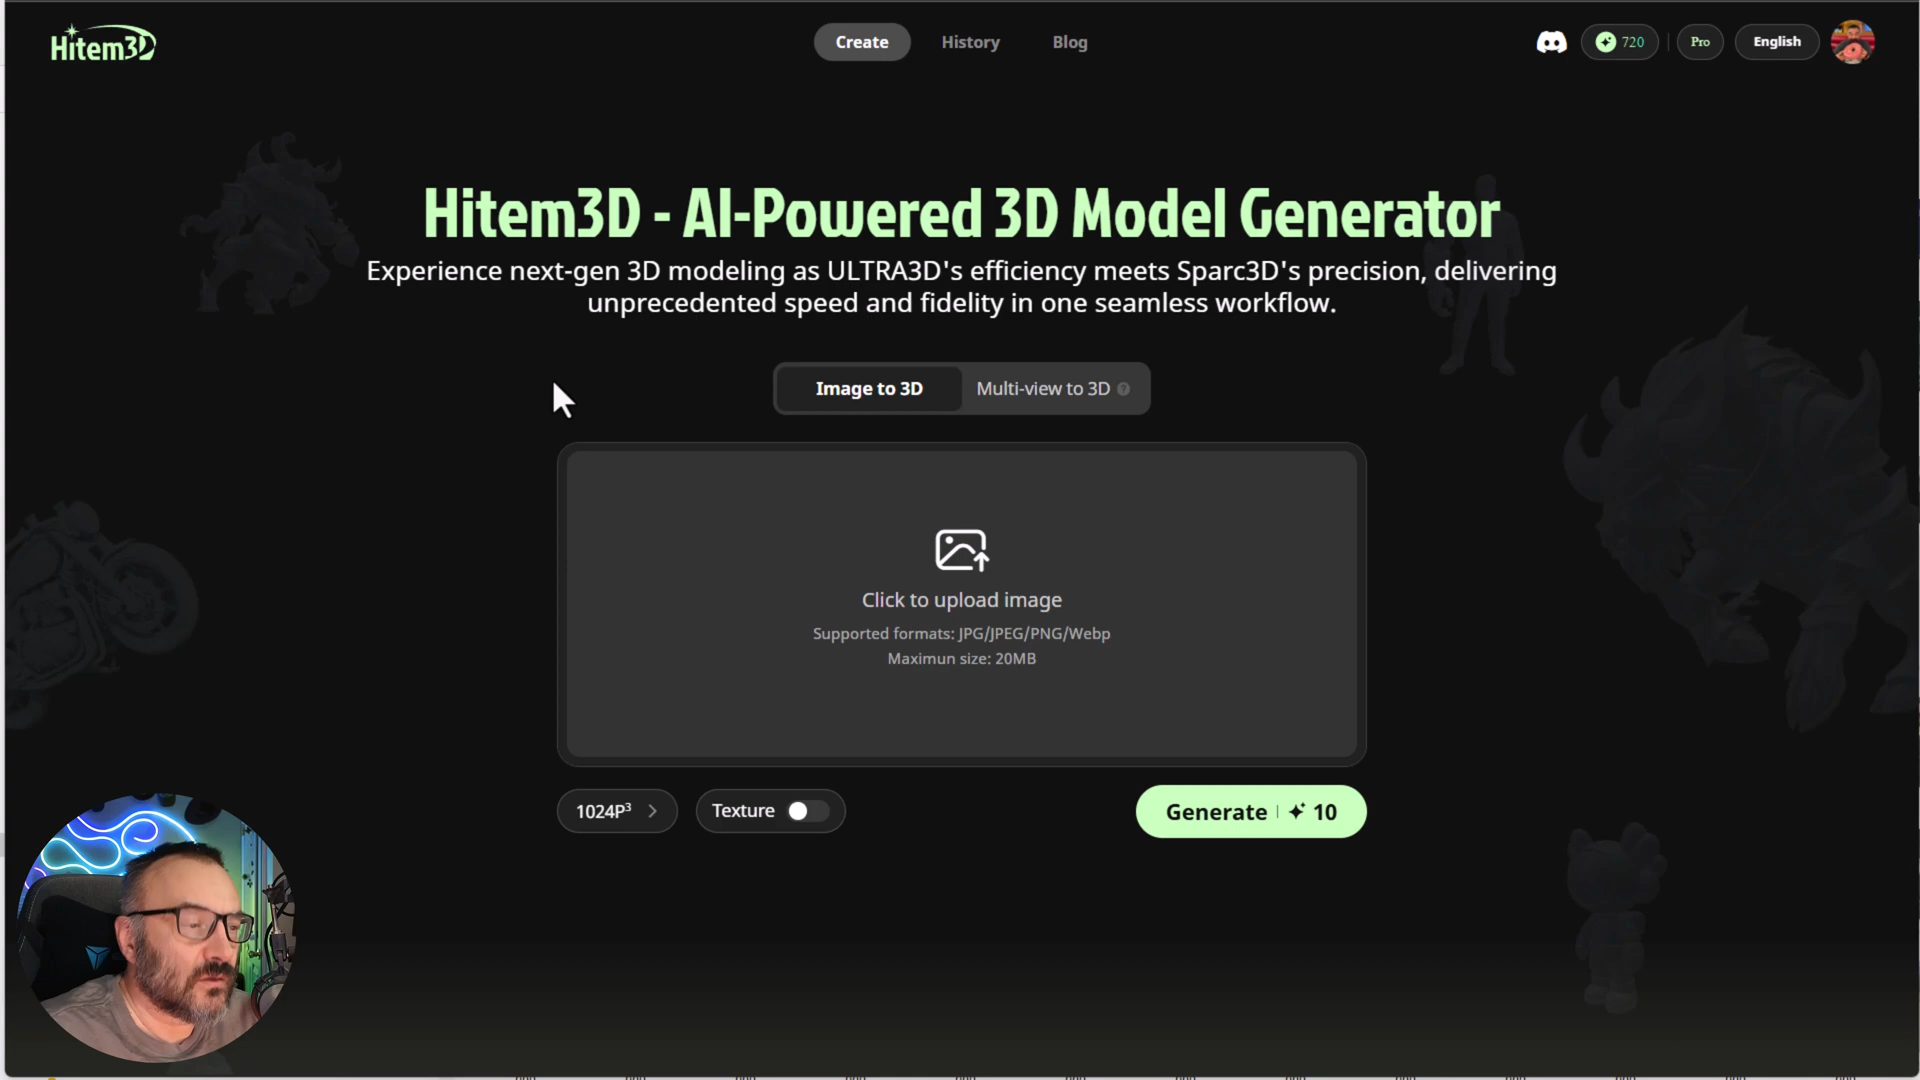 Hitem3D
Create
History
Blog
720
Pro
English
Hitem3D - AI-Powered 3D Model Generator
Experience next-gen 3D modeling as ULTRA3D's efficiency meets Sparc3D's precision, delivering
unprecedented speed and fidelity in one seamless workflow.
Image to 3D
Multi-view to 3D ?
Click to upload image
Supported formats: JPG/JPEG/PNG/Webp
Maximun size: 20MB
1024P³
Texture
Generate | 10